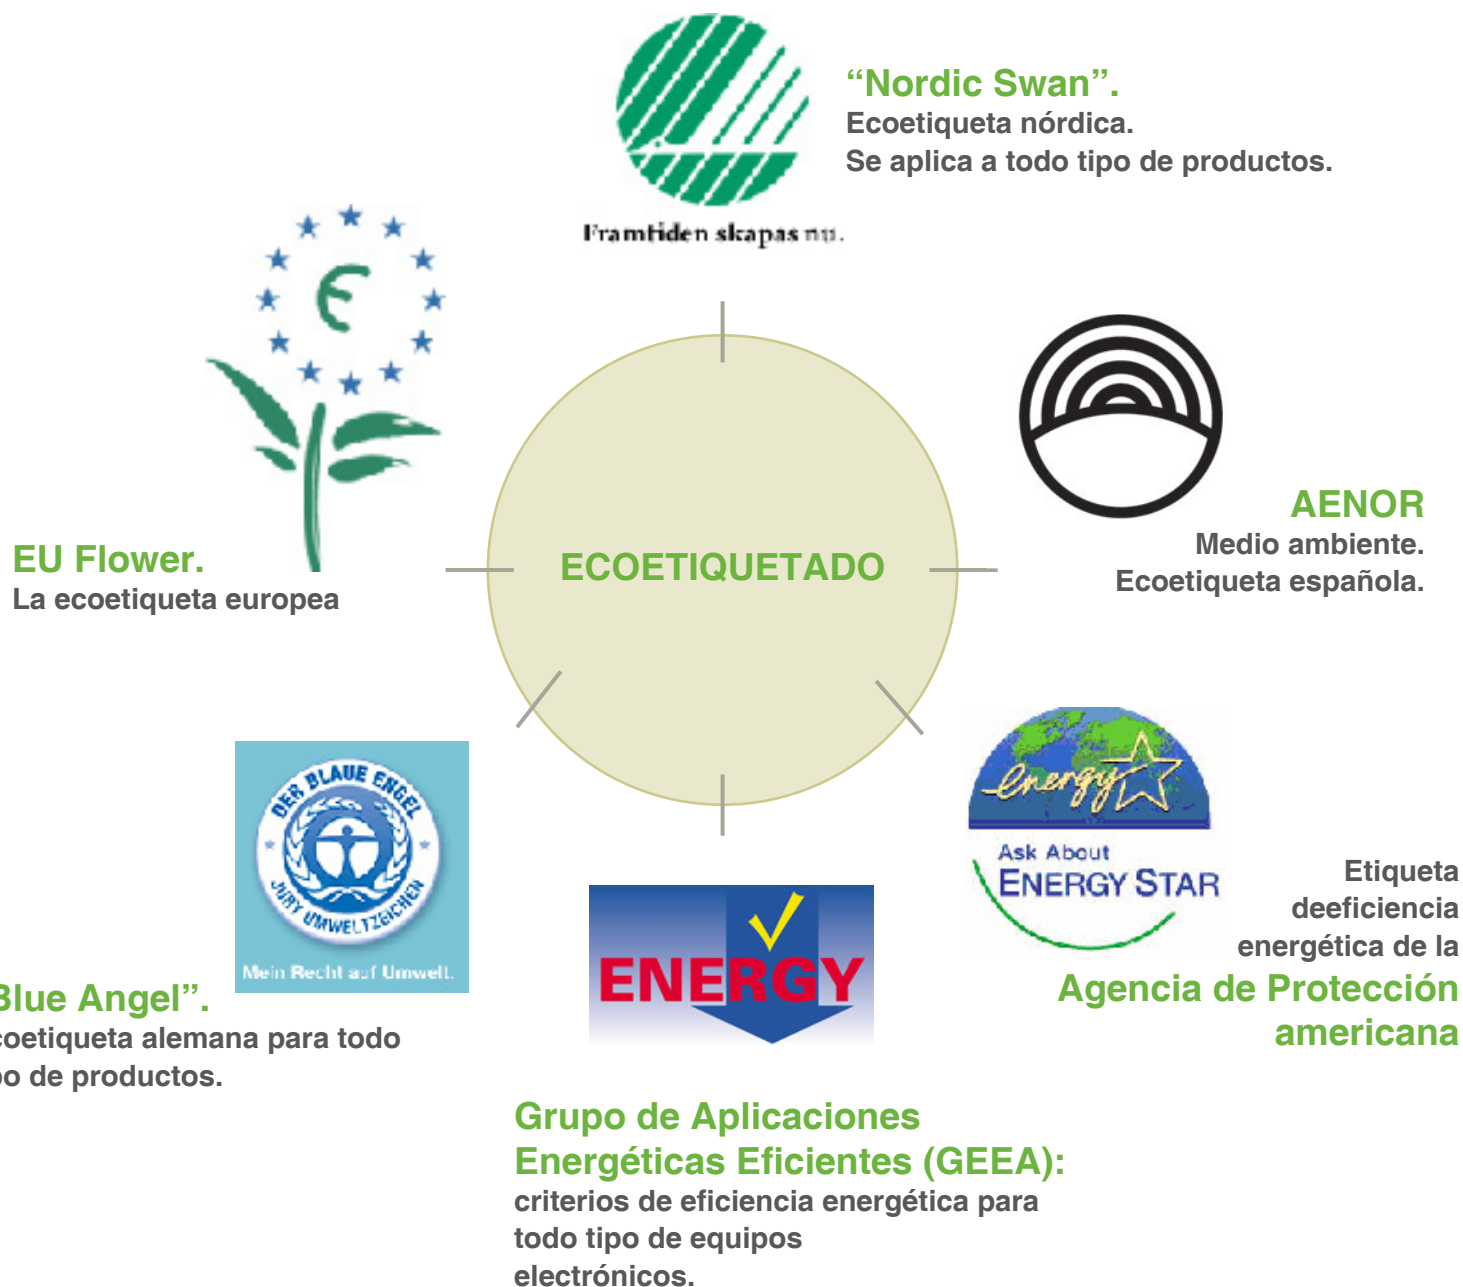 “Nordic Swan”.
Ecoetiqueta nórdica.
Se aplica a todo tipo de productos.
Framtiden skapas nu.
EU Flower.
La ecoetiqueta europea
ECOETIQUETADO
AENOR
Medio ambiente.
Ecoetiqueta española.
DER BLAUE ENGEL
JURY UMWELTZEICHEN
Mein Recht auf Umwelt.
Blue Angel”.
coetiqueta alemana para todo
po de productos.
ENERGY
Grupo de Aplicaciones
Energéticas Eficientes (GEEA):
criterios de eficiencia energética para
todo tipo de equipos
electrónicos.
energy
Ask About
ENERGY STAR
Etiqueta
deeficiencia
energética de la
Agencia de Protección
americana